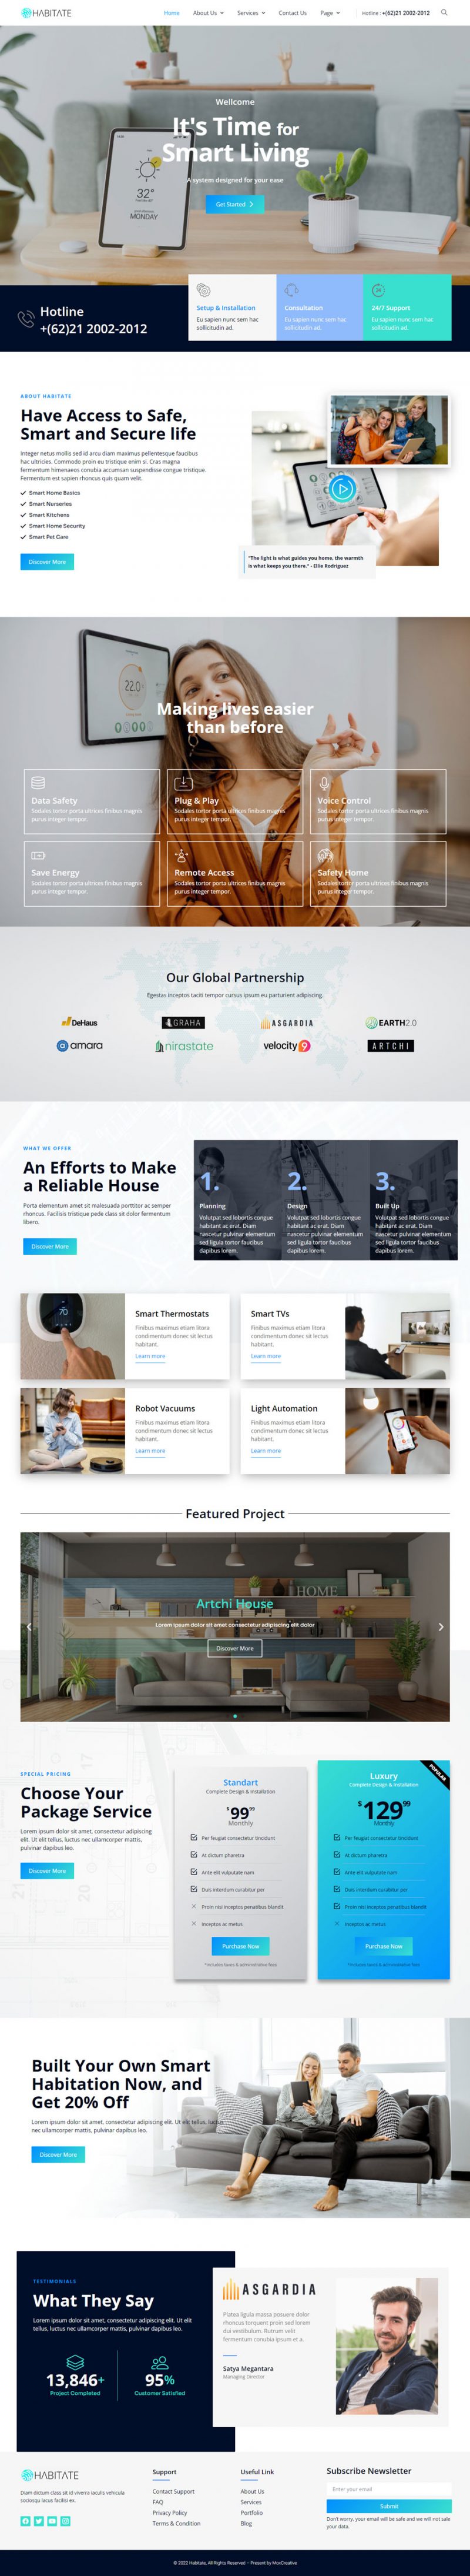 HABITATE
Home About Us Services Contact Us Page Hotline : +(62)21 2002-2012
Wellcome
It's Time for
Smart Living
A system designed for your ease
Get Started
32°
MONDAY
Hotline
+(62)21 2002-2012
Setup & Installation
Eu sapien nunc sem hac
sollicitudin ad.
Consultation
Eu sapien nunc sem hac
sollicitudin ad.
24/7 Support
Eu sapien nunc sem hac
sollicitudin ad.
ABOUT HABITATE
Have Access to Safe,
Smart and Secure life
Integer netus mollis sed id arcu diam maximus pellentesque faucibus
hac ultricies. Commodo proin eu tristique enim si. Cras magna
fermentum himenaeos conubia accumsan suspendisse congue tristique.
Fermentum est sapien rhoncus quis quam velit.
Smart Home Basics
Smart Nurseries
Smart Kitchens
Smart Home Security
Smart Pet Care
Discover More
"The light is what guides you home, the warmth
is what keeps you there." - Ellie Rodriguez
22.0
Making lives easier
than before
Data Safety
Sodales tortor porta ultrices finibus magnis
purus integer tempor.
Plug & Play
Sodales tortor porta ultrices finibus magnis
purus integer tempor.
Voice Control
Sodales tortor porta ultrices finibus magnis
purus integer tempor.
Save Energy
Sodales tortor porta ultrices finibus magnis
purus integer tempor.
Remote Access
Sodales tortor porta ultrices finibus magnis
purus integer tempor.
Safety Home
Sodales tortor porta ultrices finibus magnis
purus integer tempor.
Our Global Partnership
Egestas inceptos taciti tempor cursus ipsum eu parturient adipiscing.
DeHaus GRAHA ASGARDIA EARTH2.0
amara nirastate velocity 9 ARTCHI
WHAT WE OFFER
An Efforts to Make
a Reliable House
Porta elementum amet sit malesuada porttitor ac semper
rhoncus. Facilisis tristique pede class sit dolor fermentum
libero.
Discover More
1.
Planning
Volutpat sed lobortis congue
habitant ac erat. Diam
nascetur pulvinar elementum
sed ligula tortor faucibus
dapibus lorem.
2.
Design
Volutpat sed lobortis congue
habitant ac erat. Diam
nascetur pulvinar elementum
sed ligula tortor faucibus
dapibus lorem.
3.
Built Up
Volutpat sed lobortis congue
habitant ac erat. Diam
nascetur pulvinar elementum
sed ligula tortor faucibus
dapibus lorem.
70
Smart Thermostats
Finibus maximus etiam litora
condimentum donec sit lectus
habitant.
Learn more
Smart TVs
Finibus maximus etiam litora
condimentum donec sit lectus
habitant.
Learn more
Robot Vacuums
Finibus maximus etiam litora
condimentum donec sit lectus
habitant.
Learn more
Light Automation
Finibus maximus etiam litora
condimentum donec sit lectus
habitant.
Learn more
Featured Project
HOME
Artchi House
Lorem ipsum dolor sit amet consectetur adipiscing elit dolor
Discover More
SPECIAL PRICING
Choose Your
Package Service
Lorem ipsum dolor sit amet, consectetur adipiscing
elit. Ut elit tellus, luctus nec ullamcorper mattis,
pulvinar dapibus leo.
Discover More
Standart
Complete Design & Installation
$99.99
Monthly
Per feugiat consectetur tincidunt
At dictum pharetra
Ante elit vulputate nam
Duis interdum curabitur per
Proin nisi inceptos penatibus blandit
Inceptos ac metus
Purchase Now
*Includes taxes & administrative fees
POPULAR
Luxury
Complete Design & Installation
$129.99
Monthly
Per feugiat consectetur tincidunt
At dictum pharetra
Ante elit vulputate nam
Duis interdum curabitur per
Proin nisi inceptos penatibus blandit
Inceptos ac metus
Purchase Now
*Includes taxes & administrative fees
Built Your Own Smart
Habitation Now, and
Get 20% Off
Lorem ipsum dolor sit amet, consectetur adipiscing elit. Ut elit tellus, luctus
nec ullamcorper mattis, pulvinar dapibus leo.
Discover More
TESTIMONIALS
What They Say
Lorem ipsum dolor sit amet, consectetur adipiscing elit. Ut elit
tellus, luctus nec ullamcorper mattis, pulvinar dapibus leo.
13,846+
Project Completed
95%
Customer Satisfied
ASGARDIA
Platea ligula massa posuere dolor
rhoncus torquent proin sed lorem
dui vestibulum. Rutrum velit
fermentum conubia ipsum et a.
Satya Megantara
Managing Director
HABITATE
Diam dictum class sit id viverra iaculis vehicula
sociosqu lacus facilisi ex.
Support
Contact Support
FAQ
Privacy Policy
Terms & Condition
Useful Link
About Us
Services
Portfolio
Blog
Subscribe Newsletter
Enter your email
Submit
Don't worry, your email will be safe and we will not sale
your data.
© 2022 Habitate, All Rights Reserved - Present by MoxCreative